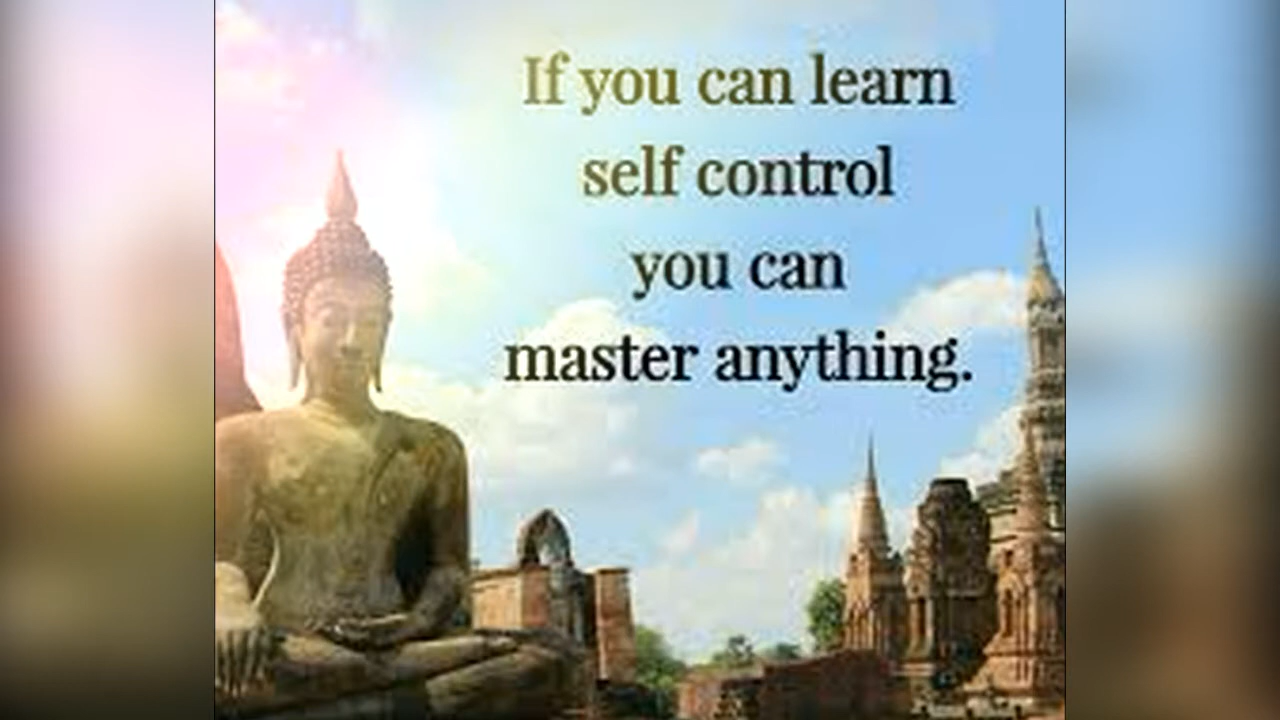 If you can learn
self control
you can
master anything.